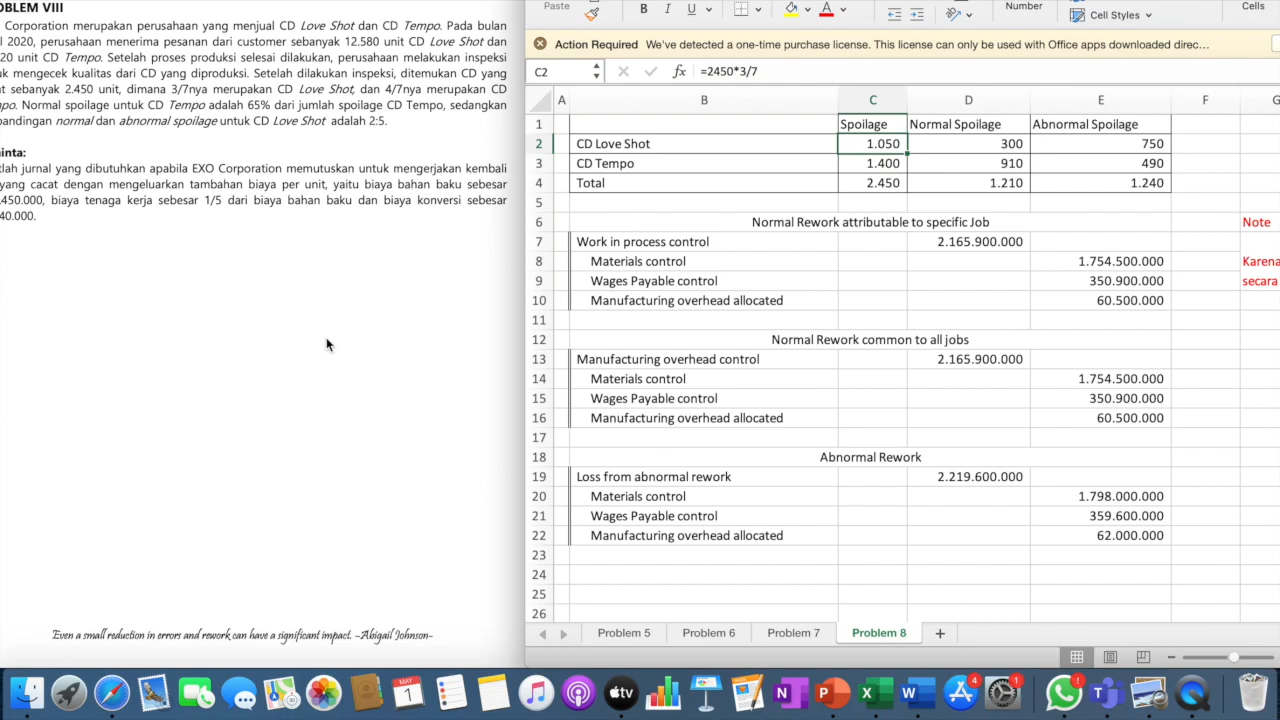 OBLEM VIII
Corporation merupakan perusahaan yang menjual CD Love Shot dan CD Tempo. Pada bulan
l 2020, perusahaan menerima pesanan dari customer sebanyak 12.580 unit CD Love Shot dan
20 unit CD Tempo. Setelah proses produksi selesai dilakukan, perusahaan melakukan inspeksi
uk mengecek kualitas dari CD yang diproduksi. Setelah dilakukan inspeksi, ditemukan CD yang
at sebanyak 2.450 unit, dimana 3/7nya merupakan CD Love Shot, dan 4/7nya merupakan CD
mpo. Normal spoilage untuk CD Tempo adalah 65% dari jumlah spoilage CD Tempo, sedangkan
bandingan normal dan abnormal spoilage untuk CD Love Shot adalah 2:5.
inta:
tlah jurnal yang dibutuhkan apabila EXO Corporation memutuskan untuk mengerjakan kembali
yang cacat dengan mengeluarkan tambahan biaya per unit, yaitu biaya bahan baku sebesar
.450.000, biaya tenaga kerja sebesar 1/5 dari biaya bahan baku dan biaya konversi sebesar
40.000.
Even a small reduction in errors and rework can have a significant impact. –Abigail Johnson–
Paste B I U A Number Cell Styles Cells
Action Required We've detected a one-time purchase license. This license can only be used with Office apps downloaded direc...
C2 fx =2450*3/7
A B C D E F G
1 Spoilage Normal Spoilage Abnormal Spoilage
2 CD Love Shot 1.050 300 750
3 CD Tempo 1.400 910 490
4 Total 2.450 1.210 1.240
5
6 Normal Rework attributable to specific Job Note
7 Work in process control 2.165.900.000
8 Materials control 1.754.500.000 Karena
9 Wages Payable control 350.900.000 secara
10 Manufacturing overhead allocated 60.500.000
11
12 Normal Rework common to all jobs
13 Manufacturing overhead control 2.165.900.000
14 Materials control 1.754.500.000
15 Wages Payable control 350.900.000
16 Manufacturing overhead allocated 60.500.000
17
18 Abnormal Rework
19 Loss from abnormal rework 2.219.600.000
20 Materials control 1.798.000.000
21 Wages Payable control 359.600.000
22 Manufacturing overhead allocated 62.000.000
23
24
25
26
Problem 5 Problem 6 Problem 7 Problem 8
MAY 1 tv N P X W 4 1 1 T